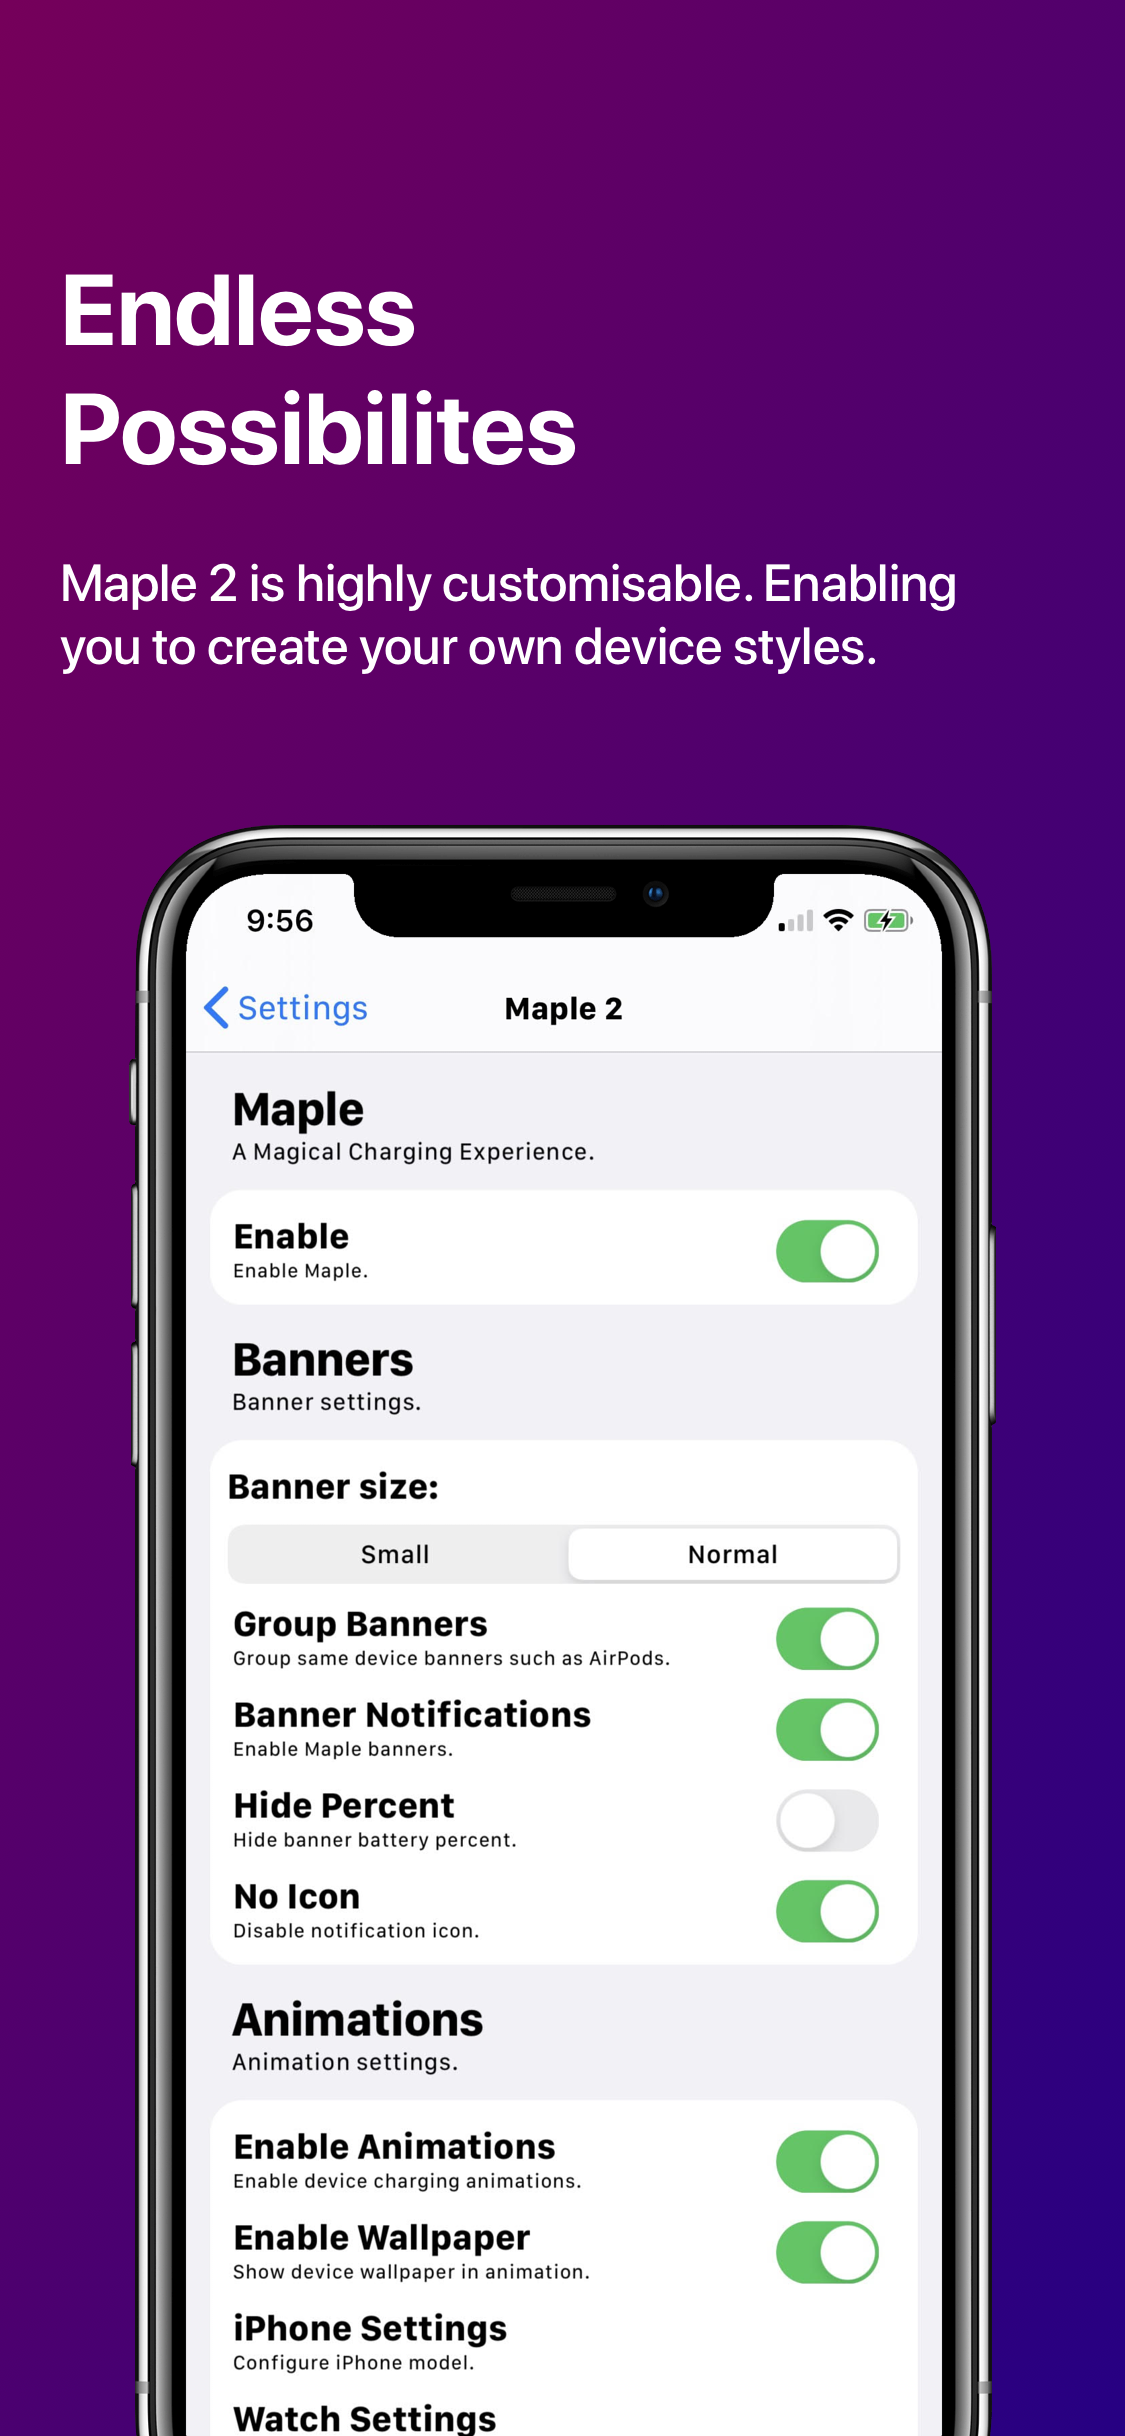 Endless
Possibilites
Maple 2 is highly customisable. Enabling
you to create your own device styles.
9:56
Settings
Maple 2
Maple
A Magical Charging Experience.
Enable
Enable Maple.
Banners
Banner settings.
Banner size:
Small
Normal
Group Banners
Group same device banners such as AirPods.
Banner Notifications
Enable Maple banners.
Hide Percent
Hide banner battery percent.
No Icon
Disable notification icon.
Animations
Animation settings.
Enable Animations
Enable device charging animations.
Enable Wallpaper
Show device wallpaper in animation.
iPhone Settings
Configure iPhone model.
Watch Settings